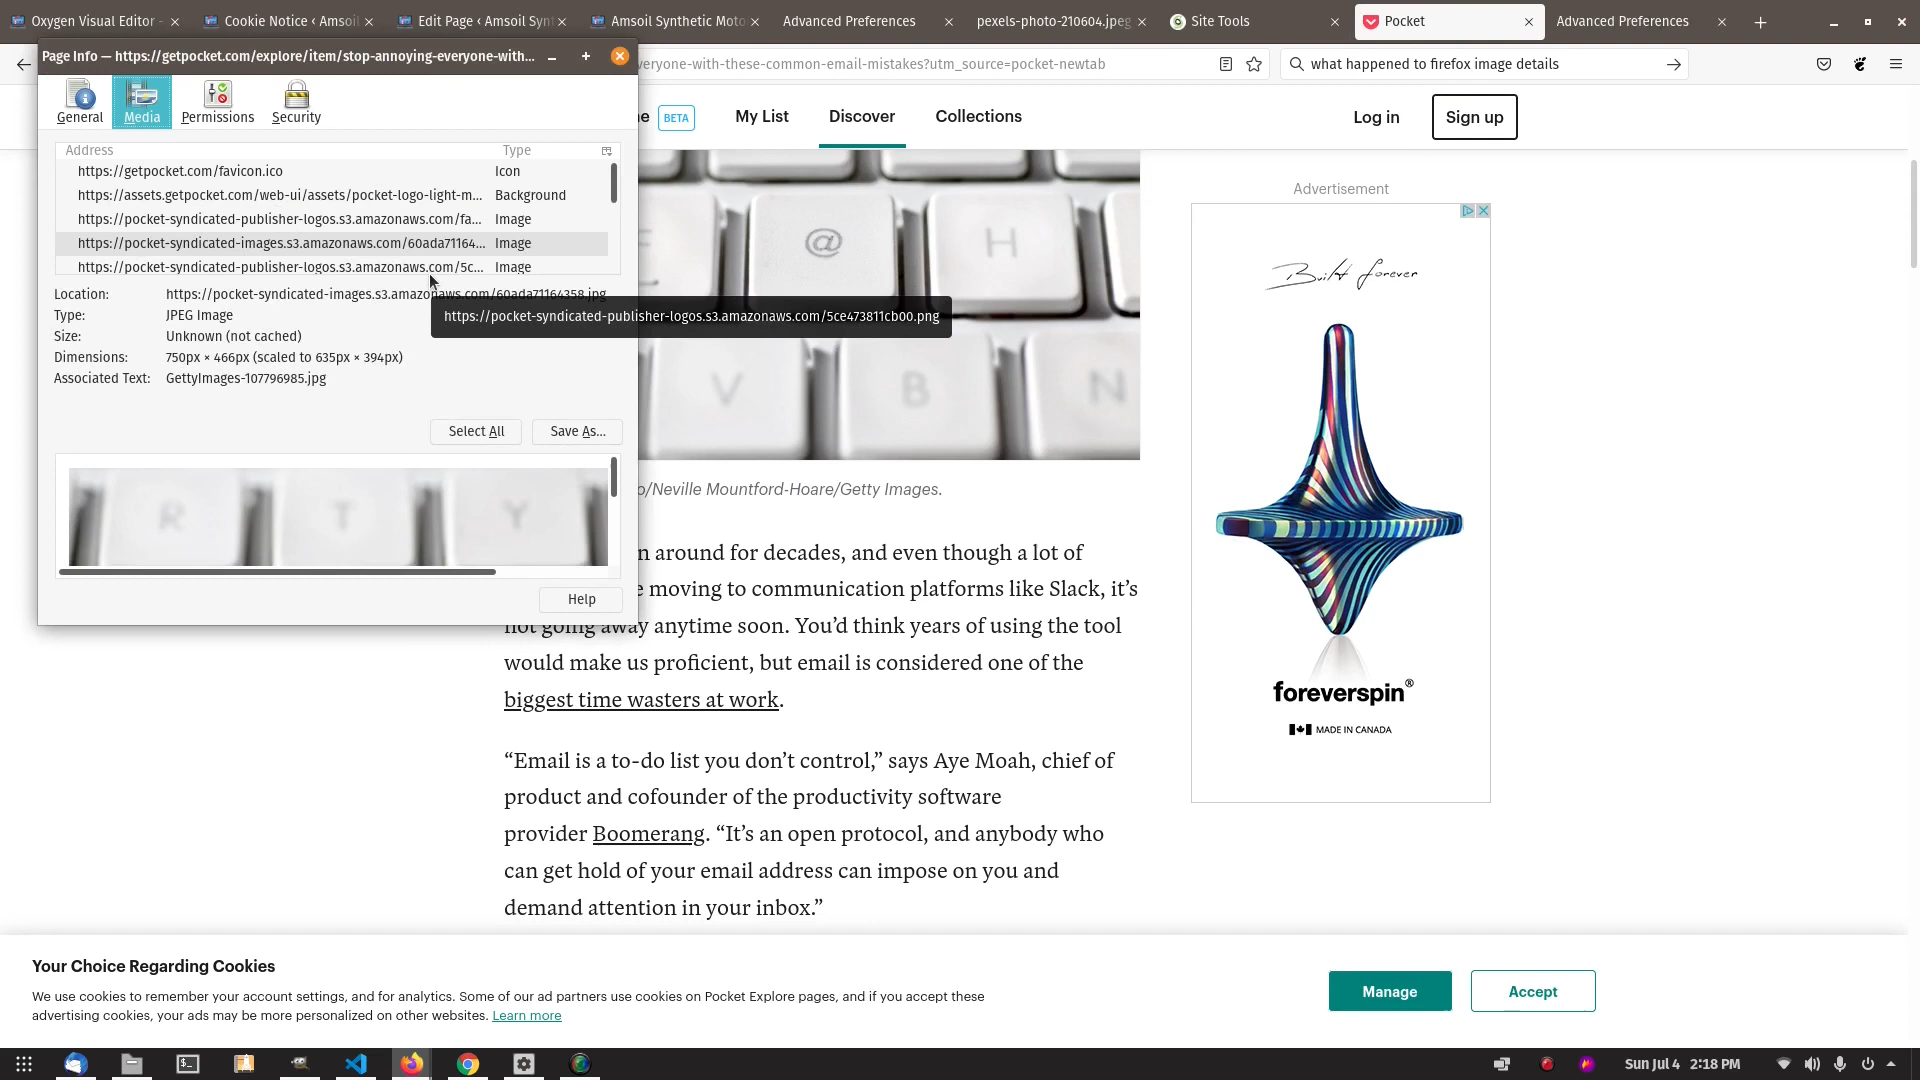 Oxygen Visual Editor -
Cookie Notice ‹ Amsoil
Edit Page ‹ Amsoil Synt
Amsoil Synthetic Moto
Advanced Preferences
pexels-photo-210604.jpeg
Site Tools
Pocket
Advanced Preferences
Page Info — https://getpocket.com/explore/item/stop-annoying-everyone-with...
veryone-with-these-common-email-mistakes?utm_source=pocket-newtab
what happened to firefox image details
General
Media
Permissions
Security
BETA
My List
Discover
Collections
Log in
Sign up
Address
Type
https://getpocket.com/favicon.ico
Icon
https://assets.getpocket.com/web-ui/assets/pocket-logo-light-m...
Background
https://pocket-syndicated-publisher-logos.s3.amazonaws.com/fa...
Image
https://pocket-syndicated-images.s3.amazonaws.com/60ada71164...
Image
https://pocket-syndicated-publisher-logos.s3.amazonaws.com/5c...
Image
Location: https://pocket-syndicated-images.s3.amazonaws.com/60ada71164358.jpg
https://pocket-syndicated-publisher-logos.s3.amazonaws.com/5ce473811cb00.png
Type: JPEG Image
Size: Unknown (not cached)
Dimensions: 750px × 466px (scaled to 635px × 394px)
Associated Text: GettyImages-107796985.jpg
Select All
Save As...
R T Y
Help
@ H
V B N
o/Neville Mountford-Hoare/Getty Images.
n around for decades, and even though a lot of
e moving to communication platforms like Slack, it’s
not going away anytime soon. You’d think years of using the tool
would make us proficient, but email is considered one of the
biggest time wasters at work.
“Email is a to-do list you don’t control,” says Aye Moah, chief of
product and cofounder of the productivity software
provider Boomerang. “It’s an open protocol, and anybody who
can get hold of your email address can impose on you and
demand attention in your inbox.”
Advertisement
Built forever
foreverspin®
MADE IN CANADA
Your Choice Regarding Cookies
We use cookies to remember your account settings, and for analytics. Some of our ad partners use cookies on Pocket Explore pages, and if you accept these
advertising cookies, your ads may be more personalized on other websites. Learn more
Manage
Accept
Sun Jul 4 2:18 PM